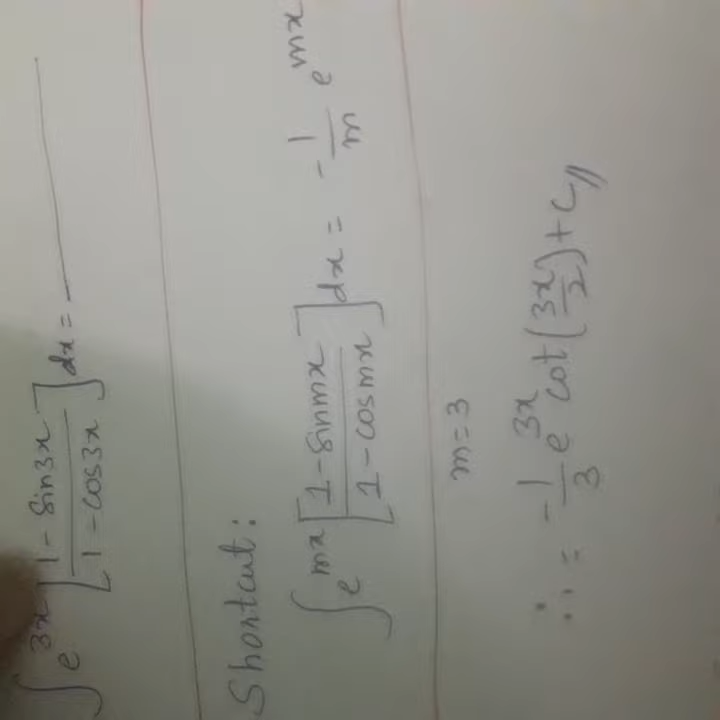 ∫ e^{3x} [ (1 - sin3x) / (1 - cos3x) ] dx = ———
Shortcut:
∫ e^{mx} [ (1 - sinmx) / (1 - cosmx) ] dx = -1/m e^{mx}
m = 3
∴ = -1/3 e^{3x} cot(3x/2) + C //